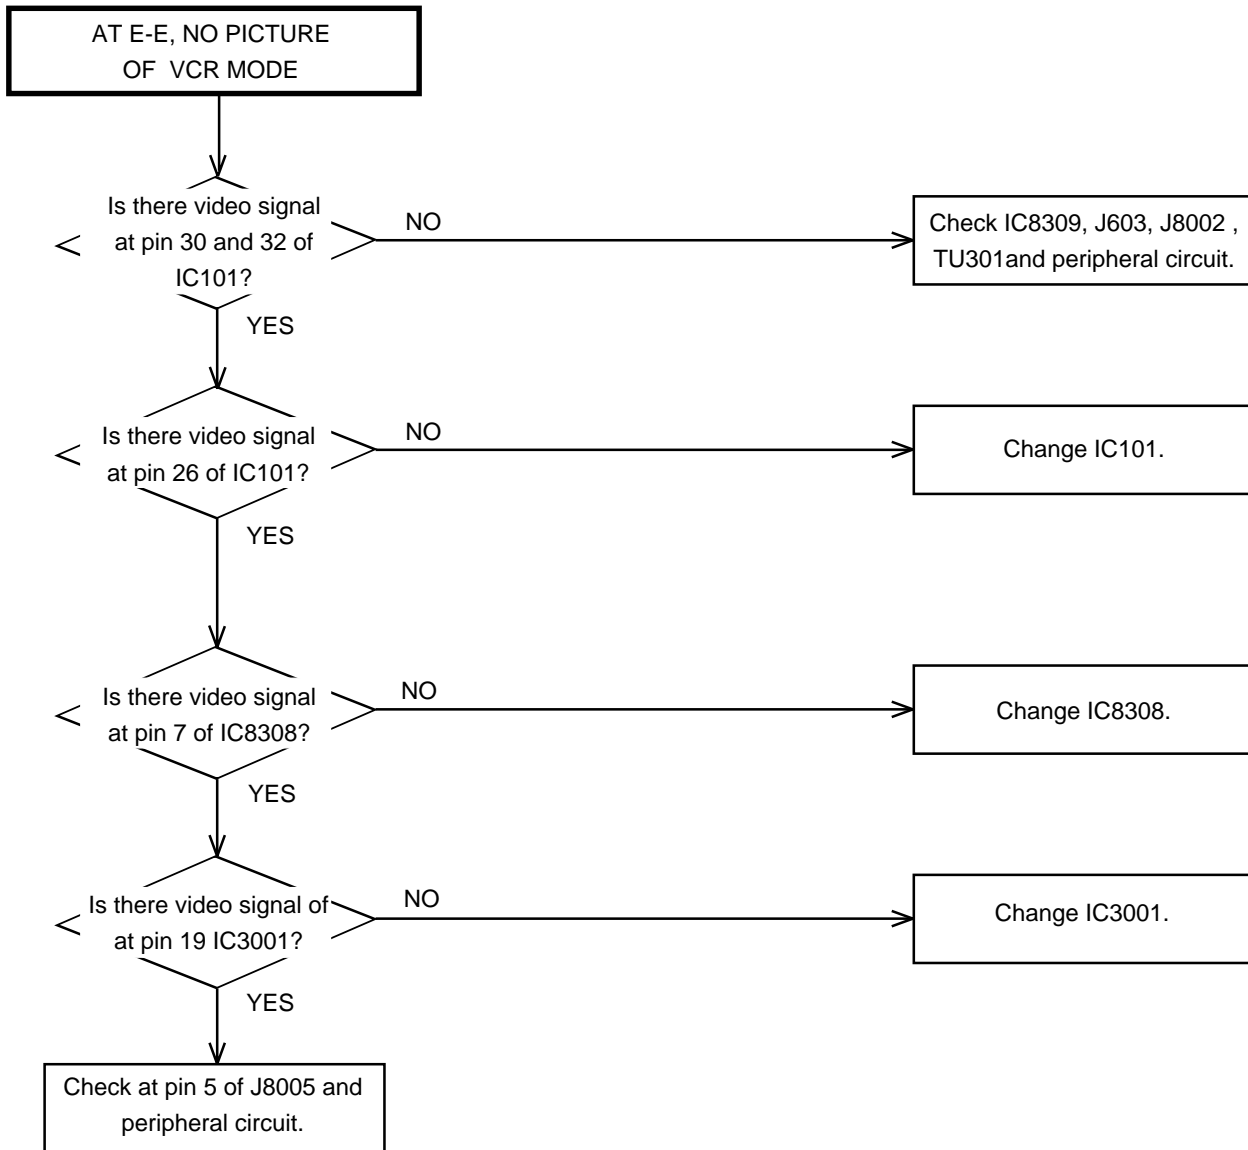 AT E-E, NO PICTURE
OF VCR MODE
Is there video signal
at pin 30 and 32 of
IC101?
NO
Check IC8309, J603, J8002 ,
TU301and peripheral circuit.
YES
Is there video signal
at pin 26 of IC101?
NO
Change IC101.
YES
Is there video signal
at pin 7 of IC8308?
NO
Change IC8308.
YES
Is there video signal of
at pin 19 IC3001?
NO
Change IC3001.
YES
Check at pin 5 of J8005 and
peripheral circuit.